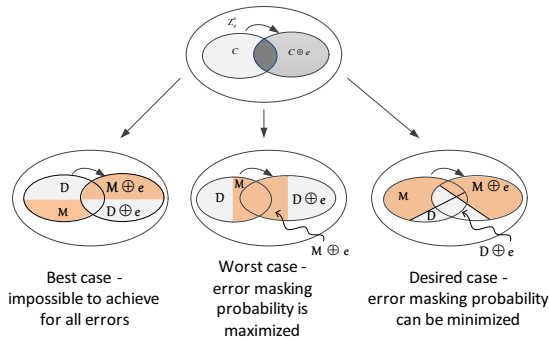 Z_q^n
C
C ⊕ e
D
M ⊕ e
M
D ⊕ e
D
M
D ⊕ e
M ⊕ e
M
M ⊕ e
D
D ⊕ e
Best case -
impossible to achieve
for all errors
Worst case -
error masking
probability is
maximized
Desired case -
error masking probability
can be minimized